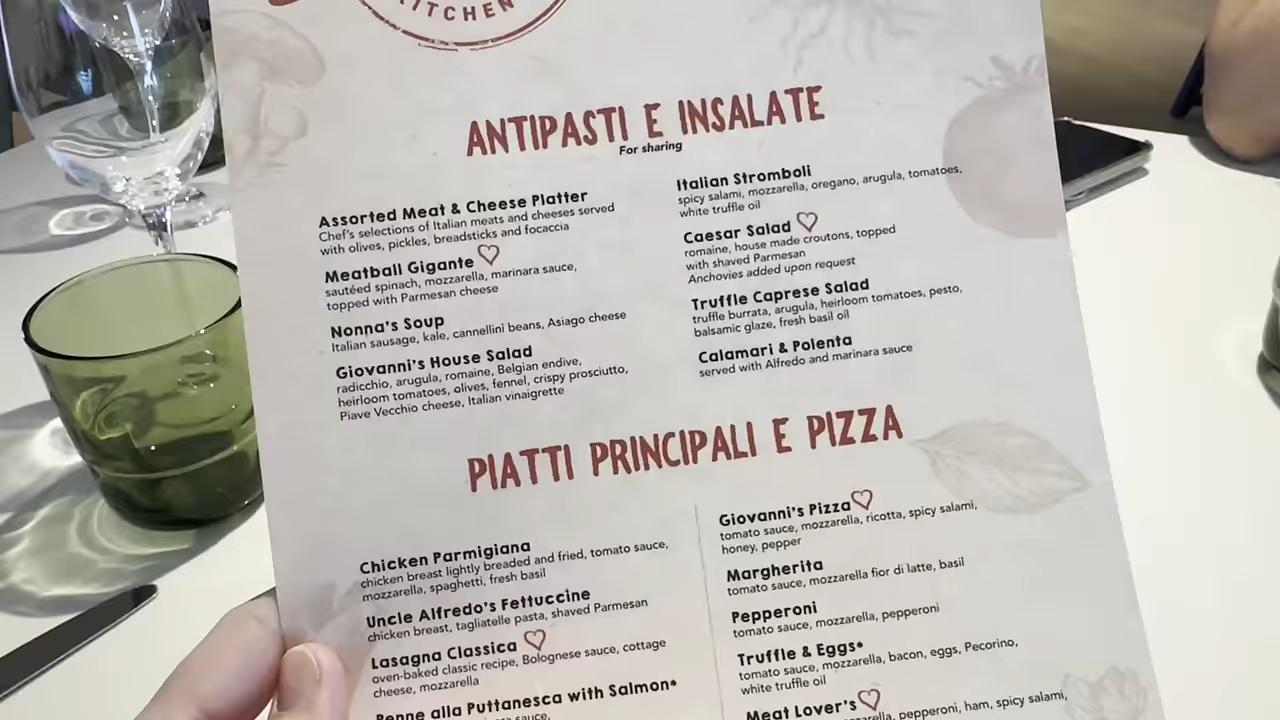 KITCHEN
ANTIPASTI E INSALATE
For sharing
Assorted Meat & Cheese Platter
Chef's selections of Italian meats and cheeses served
with olives, pickles, breadsticks and focaccia
Meatball Gigante
sautéed spinach, mozzarella, marinara sauce,
topped with Parmesan cheese
Nonna's Soup
Italian sausage, kale, cannellini beans, Asiago cheese
Giovanni's House Salad
radicchio, arugula, romaine, Belgian endive,
heirloom tomatoes, olives, fennel, crispy prosciutto,
Piave Vecchio cheese, Italian vinaigrette
Italian Stromboli
spicy salami, mozzarella, oregano, arugula, tomatoes,
white truffle oil
Caesar Salad
romaine, house made croutons, topped
with shaved Parmesan
Anchovies added upon request
Truffle Caprese Salad
truffle burrata, arugula, heirloom tomatoes, pesto,
balsamic glaze, fresh basil oil
Calamari & Polenta
served with Alfredo and marinara sauce
PIATTI PRINCIPALI E PIZZA
Chicken Parmigiana
chicken breast lightly breaded and fried, tomato sauce,
mozzarella, spaghetti, fresh basil
Uncle Alfredo's Fettuccine
chicken breast, tagliatelle pasta, shaved Parmesan
Lasagna Classica
oven-baked classic recipe, Bolognese sauce, cottage
cheese, mozzarella
Penne alla Puttanesca with Salmon*
sauce,
Giovanni's Pizza
tomato sauce, mozzarella, ricotta, spicy salami,
honey, pepper
Margherita
tomato sauce, mozzarella fior di latte, basil
Pepperoni
tomato sauce, mozzarella, pepperoni
Truffle & Eggs*
tomato sauce, mozzarella, bacon, eggs, Pecorino,
white truffle oil
Meat Lover's
pepperoni, ham, spicy salami,